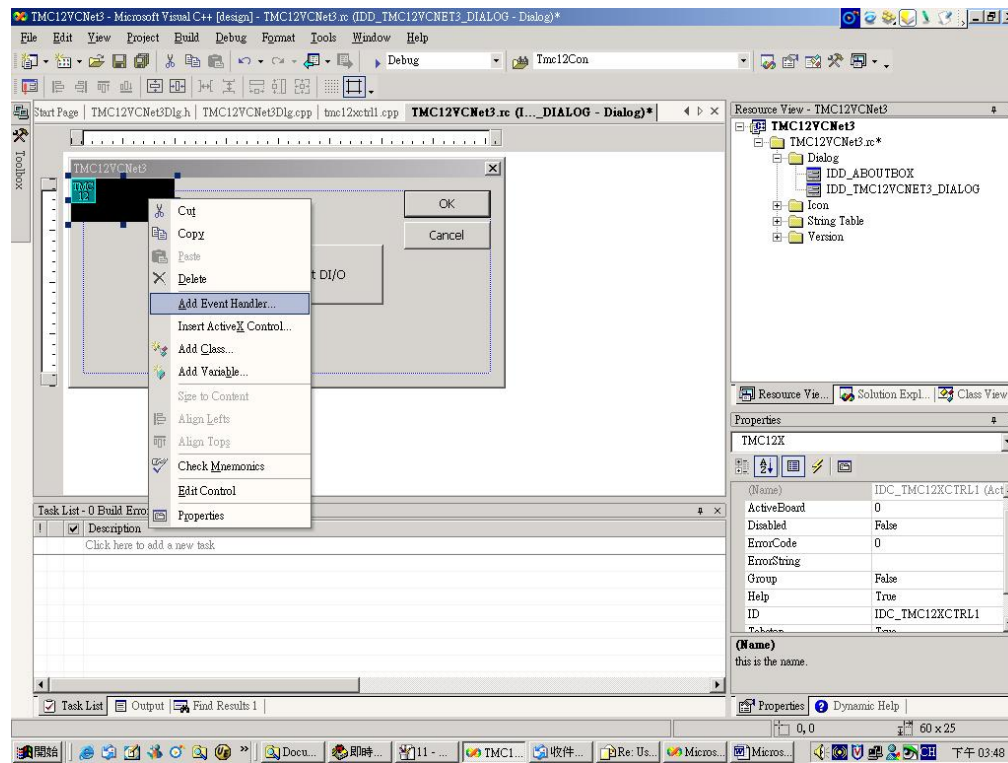 TMC12VCNet3 - Microsoft Visual C++ [design] - TMC12VCNet3.rc (IDD_TMC12VCNET3_DIALOG - Dialog)*
File Edit View Project Build Debug Format Tools Window Help
Debug Tmc12Con
Start Page TMC12VCNet3Dlg.h TMC12VCNet3Dlg.cpp tmc12xctrl1.cpp TMC12VCNet3.rc (I..._DIALOG - Dialog)*
Toolbox
TMC12VCNet3
TMC
12
OK
Cancel
t DI/O
Cut
Copy
Paste
Delete
Add Event Handler...
Insert ActiveX Control...
Add Class...
Add Variable...
Size to Content
Align Lefts
Align Tops
Check Mnemonics
Edit Control
Properties
Task List - 0 Build Erro
! Description
Click here to add a new task
Task List Output Find Results 1
Resource View - TMC12VCNet3
TMC12VCNet3
TMC12VCNet3.rc*
Dialog
IDD_ABOUTBOX
IDD_TMC12VCNET3_DIALOG
Icon
String Table
Version
Resource Vie... Solution Expl... Class View
Properties
TMC12X
(Name) IDC_TMC12XCTRL1 (Act
ActiveBoard 0
Disabled False
ErrorCode 0
ErrorString
Group False
Help True
ID IDC_TMC12XCTRL1
Tabstop True
(Name)
this is the name.
Properties Dynamic Help
0, 0 60 x 25
開始 Docu... 即時... 11 - ... TMC1... 收件... Re: Us... Micros... Micros... CH 下午 03:48